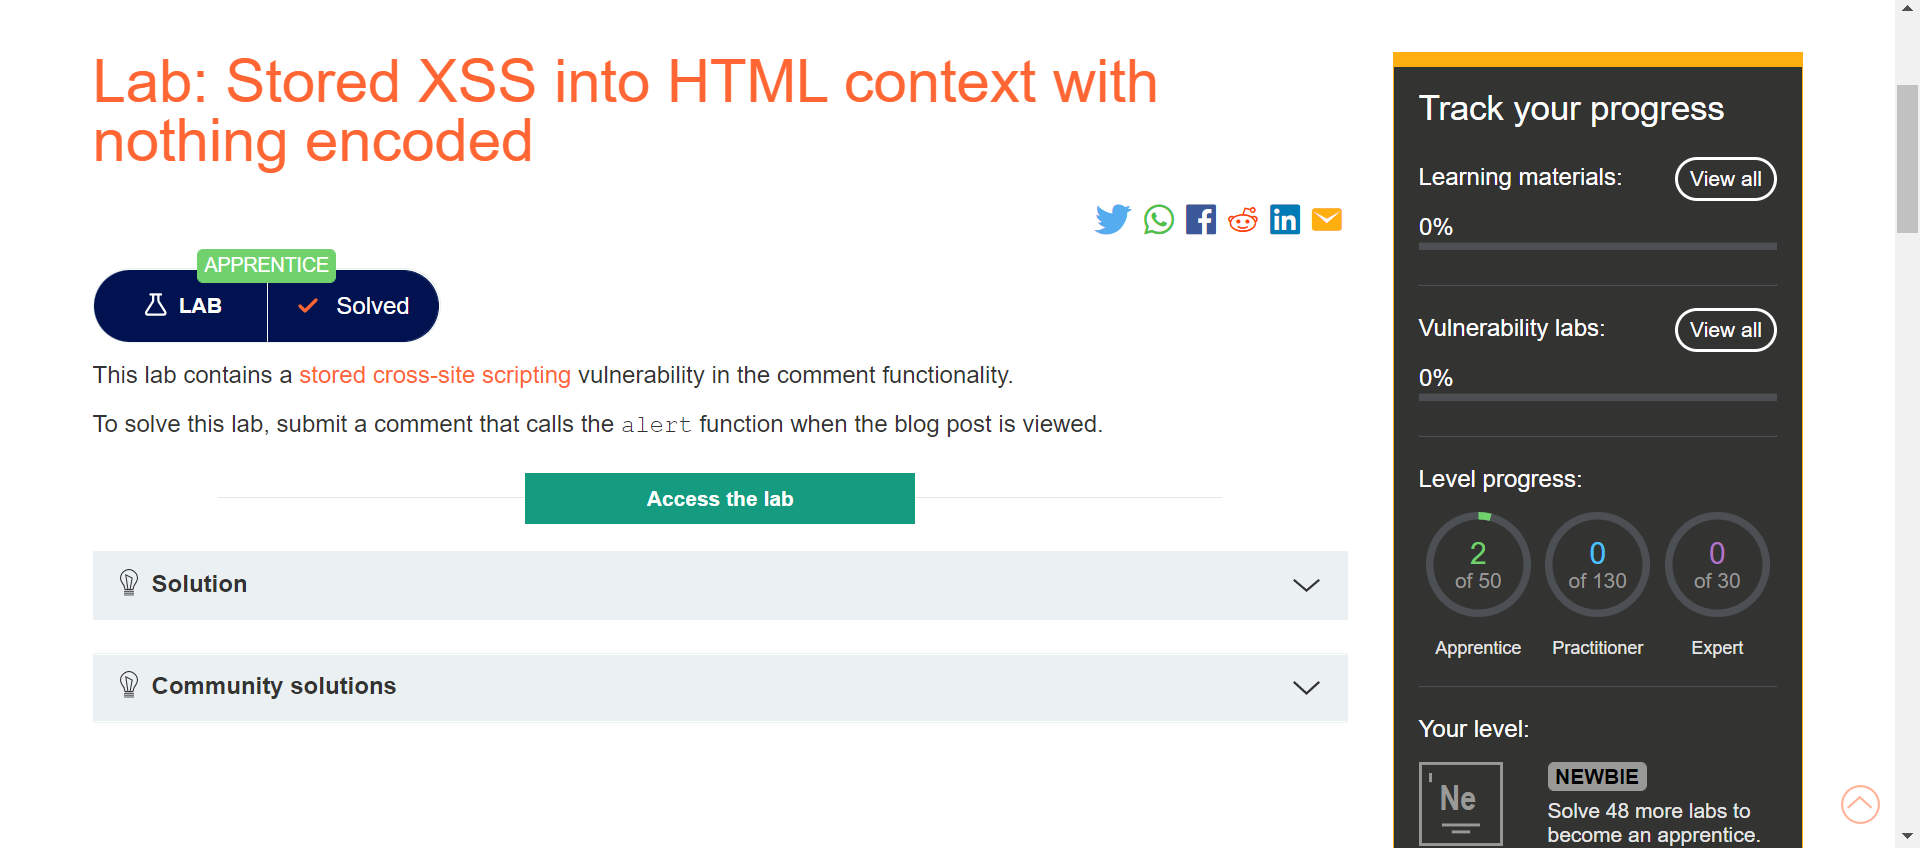 Lab: Stored XSS into HTML context with
nothing encoded
APPRENTICE
LAB
Solved
This lab contains a stored cross-site scripting vulnerability in the comment functionality.
To solve this lab, submit a comment that calls the alert function when the blog post is viewed.
Access the lab
Solution
Community solutions
Track your progress
Learning materials:
View all
0%
Vulnerability labs:
View all
0%
Level progress:
2
of 50
0
of 130
0
of 30
Apprentice
Practitioner
Expert
Your level:
Ne
NEWBIE
Solve 48 more labs to
become an apprentice.